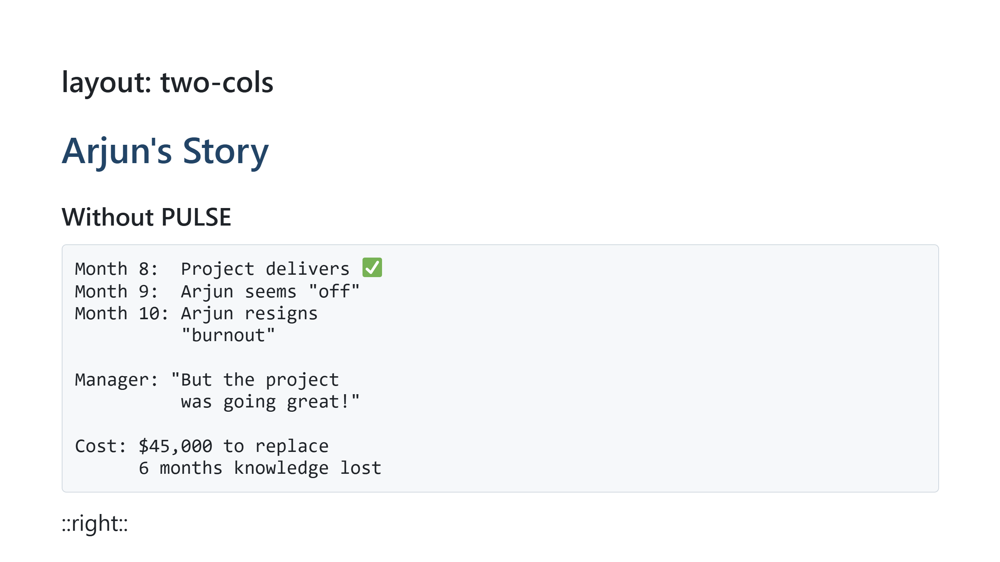 layout: two-cols
Arjun's Story
Without PULSE
Month 8:  Project delivers ✅
Month 9:  Arjun seems "off"
Month 10: Arjun resigns
          "burnout"
Manager: "But the project
          was going great!"
Cost: $45,000 to replace
      6 months knowledge lost
::right::